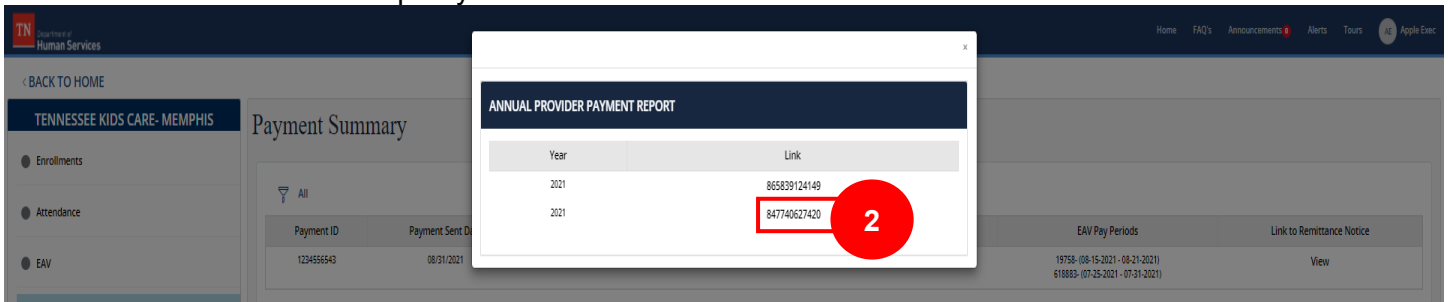 TN Department of
Human Services
Home FAQ's Announcements Alerts Tours AE Apple Exec
x
< BACK TO HOME
TENNESSEE KIDS CARE- MEMPHIS
Enrollments
Attendance
EAV
Payment Summary
All
ANNUAL PROVIDER PAYMENT REPORT
Year Link
2021 865839124149
2021 847740627420
2
Payment ID Payment Sent EAV Pay Periods Link to Remittance Notice
1234556543 08/31/2021 19758- (08-15-2021 - 08-21-2021) View
618883- (07-25-2021 - 07-31-2021)